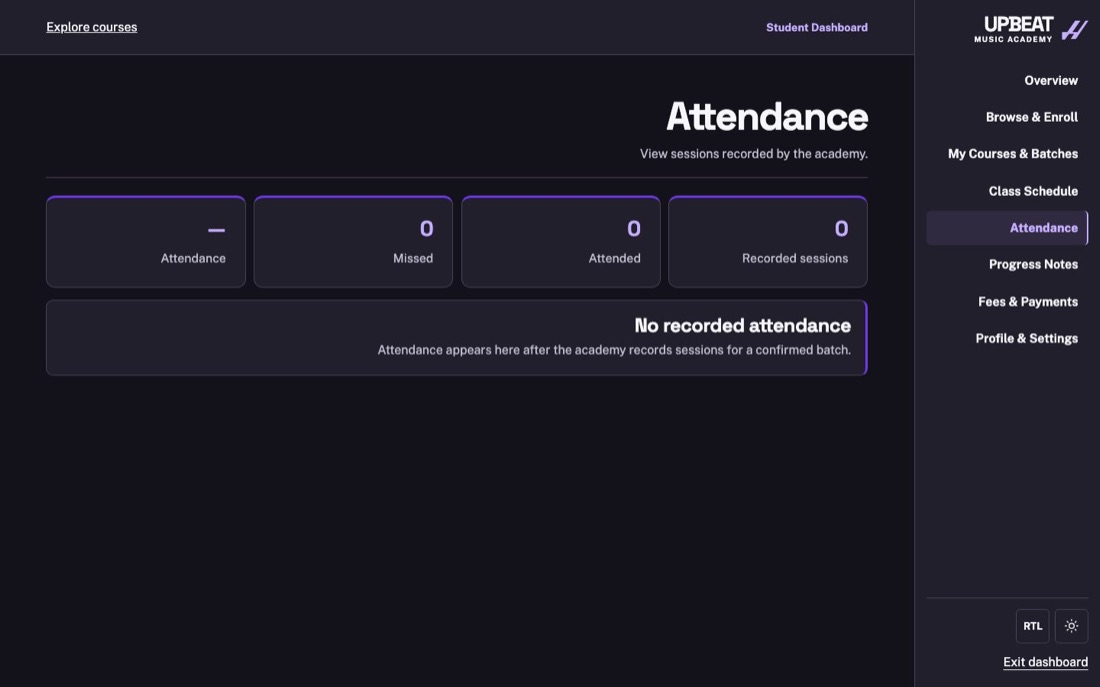 Explore courses
Student Dashboard
UPBEAT
MUSIC ACADEMY
Overview
Browse & Enroll
My Courses & Batches
Class Schedule
Attendance
Progress Notes
Fees & Payments
Profile & Settings
RTL
Exit dashboard
Attendance
View sessions recorded by the academy.
0
Recorded sessions
0
Attended
0
Missed
—
Attendance
No recorded attendance
Attendance appears here after the academy records sessions for a confirmed batch.